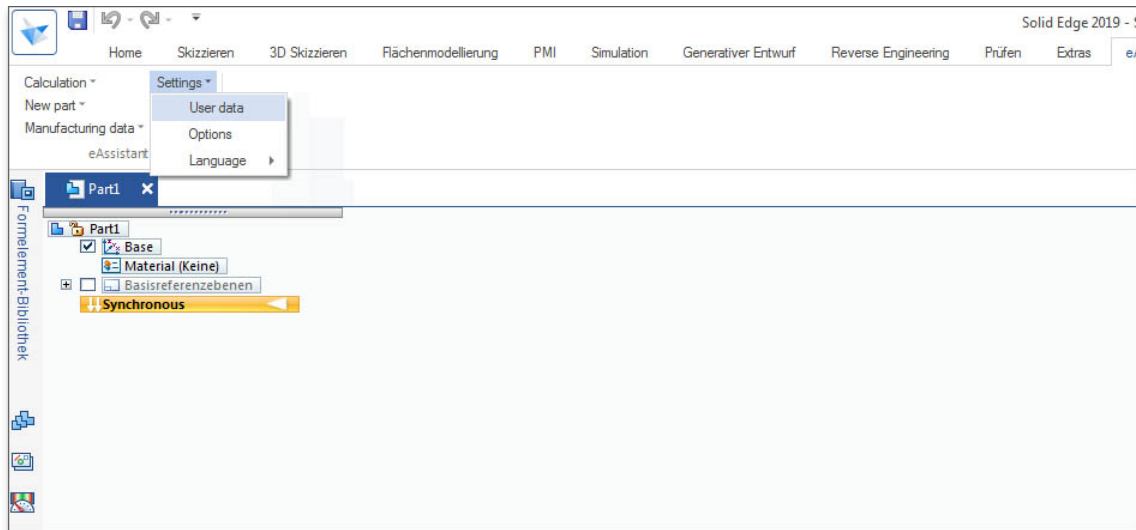 Solid Edge 2019 - S
Home Skizzieren 3D Skizzieren Flächenmodellierung PMI Simulation Generativer Entwurf Reverse Engineering Prüfen Extras eA
Calculation Settings
New part User data
Manufacturing data Options
eAssistant Language
Part1
Formelement-Bibliothek
Part1
Base
Material (Keine)
Basisreferenzebenen
Synchronous